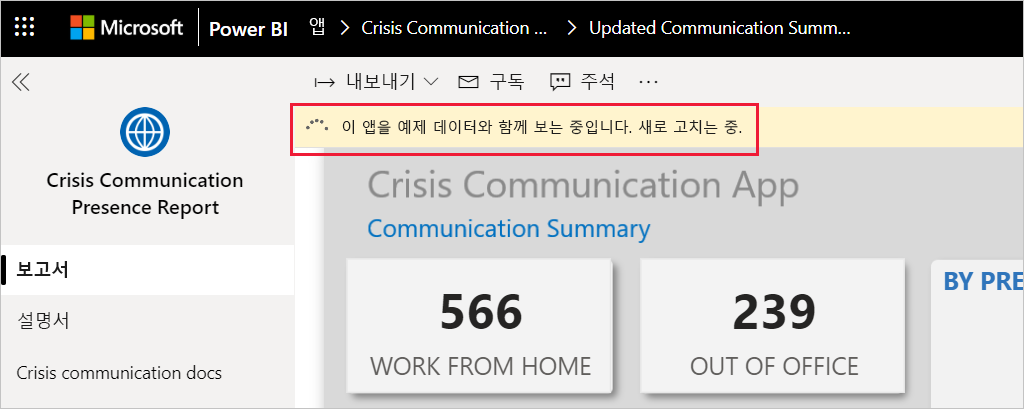 Microsoft Power BI 앱 Crisis Communication ... Updated Communication Summ...
내보내기 구독 주석 ...
이 앱을 예제 데이터와 함께 보는 중입니다. 새로 고치는 중.
Crisis Communication
Presence Report
보고서
설명서
Crisis communication docs
Crisis Communication App
Communication Summary
566
WORK FROM HOME
239
OUT OF OFFICE
BY PRE